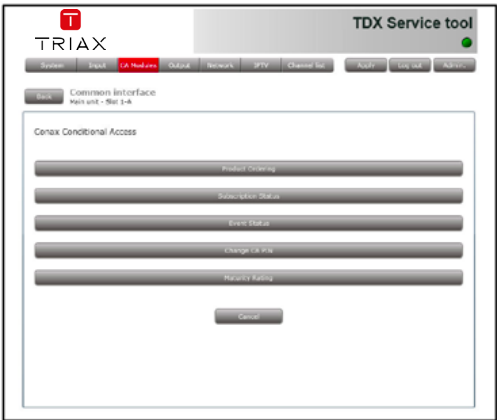 T
TRIAX
TDX Service tool
System Input CA Modules Output Network IPTV Channel list Apply Log out Admin.
Back Common interface
Main unit - Slot 1-A
Conax Conditional Access
Product Ordering
Subscription Status
Event Status
Change CA PIN
Maturity Rating
Cancel